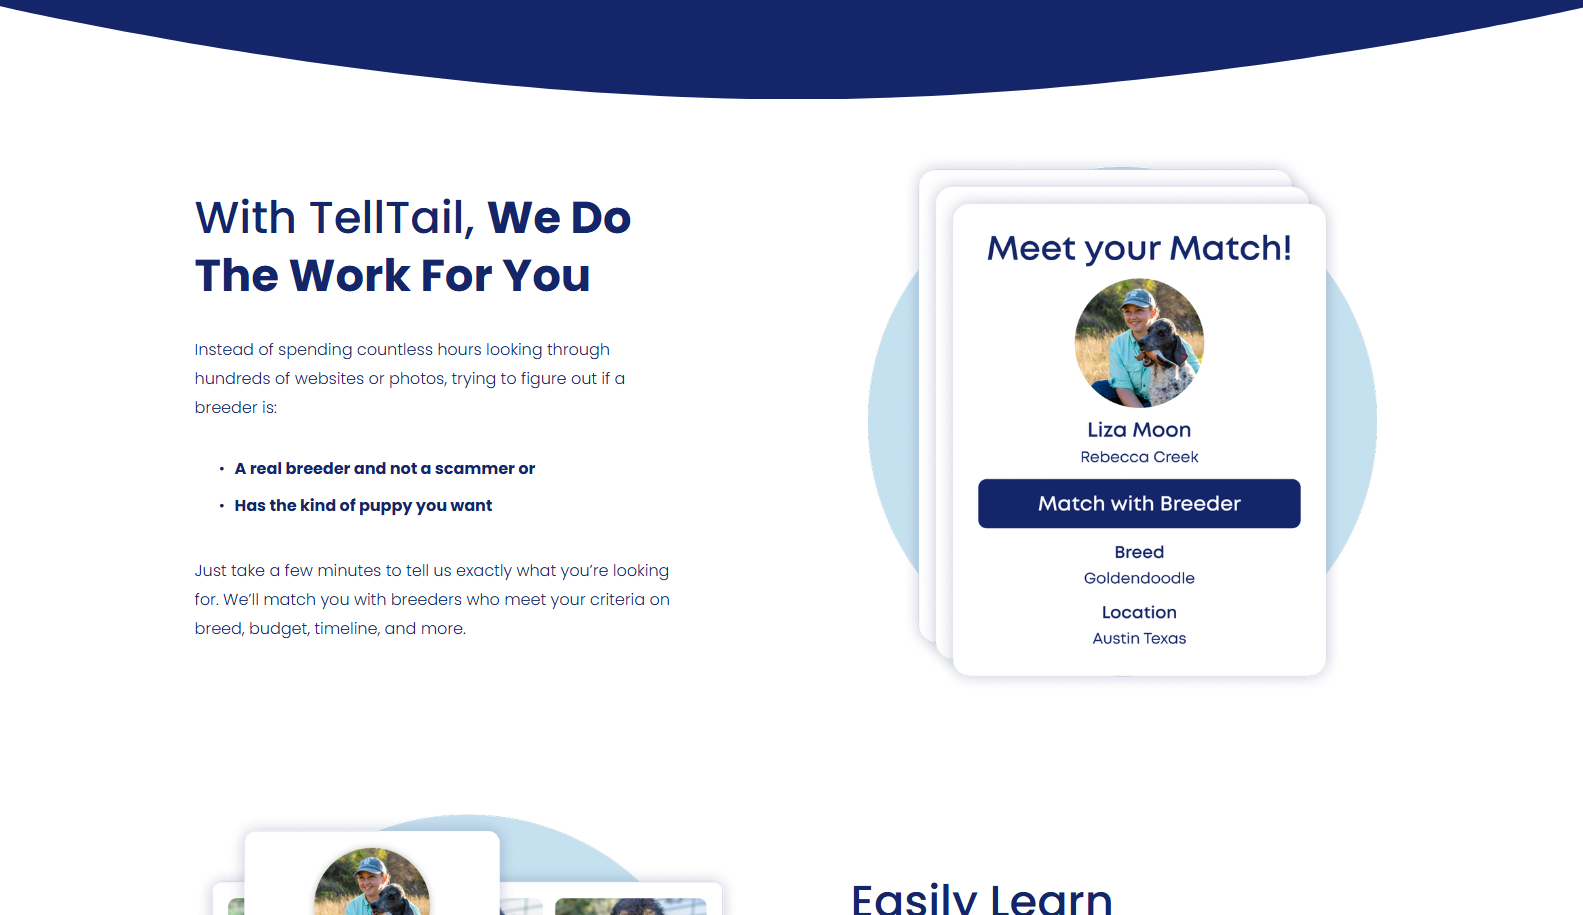 With TellTail, We Do
The Work For You
Instead of spending countless hours looking through
hundreds of websites or photos, trying to figure out if a
breeder is:
• A real breeder and not a scammer or
• Has the kind of puppy you want
Just take a few minutes to tell us exactly what you’re looking
for. We’ll match you with breeders who meet your criteria on
breed, budget, timeline, and more.
Meet your Match!
Liza Moon
Rebecca Creek
Match with Breeder
Breed
Goldendoodle
Location
Austin Texas
Easily Learn